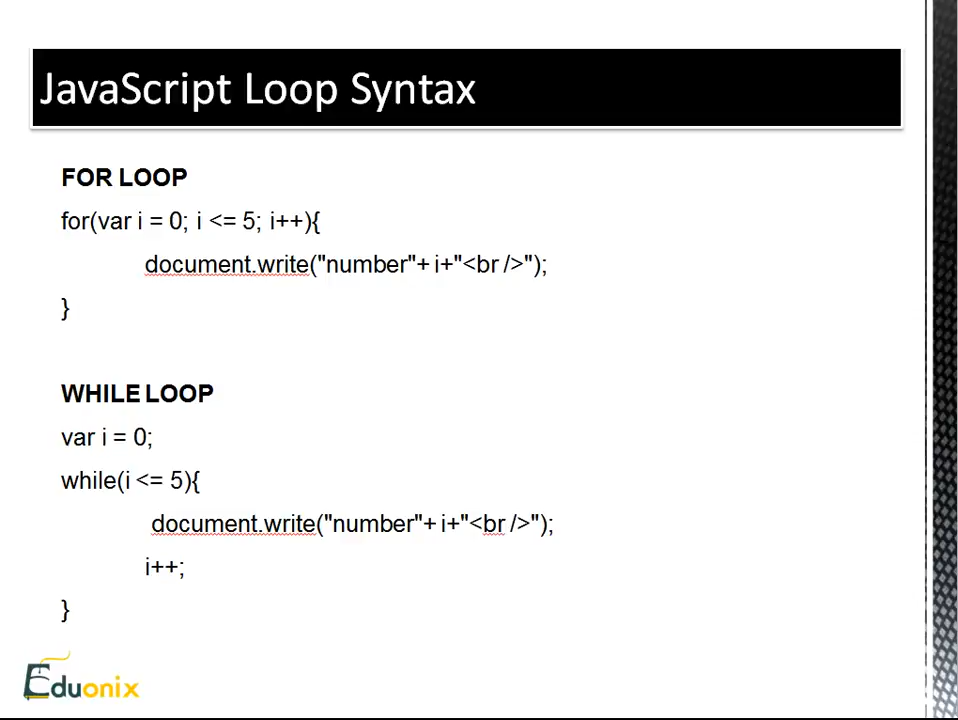 JavaScript Loop Syntax
FOR LOOP
for(var i = 0; i <= 5; i++){
document.write("number"+ i+"<br />");
}
WHILE LOOP
var i = 0;
while(i <= 5){
document.write("number"+ i+"<br />");
i++;
}
Eduonix